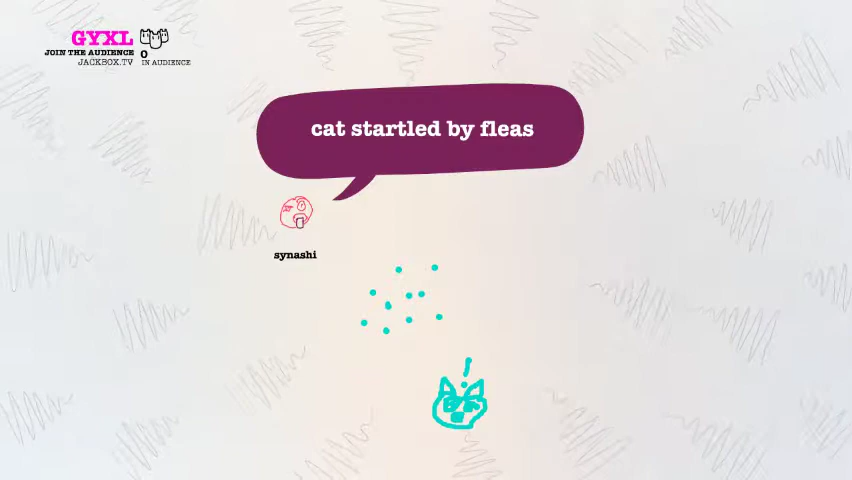 GYXL
JOIN THE AUDIENCE
JACKBOX.TV
0
IN AUDIENCE
cat startled by fleas
synashi
!